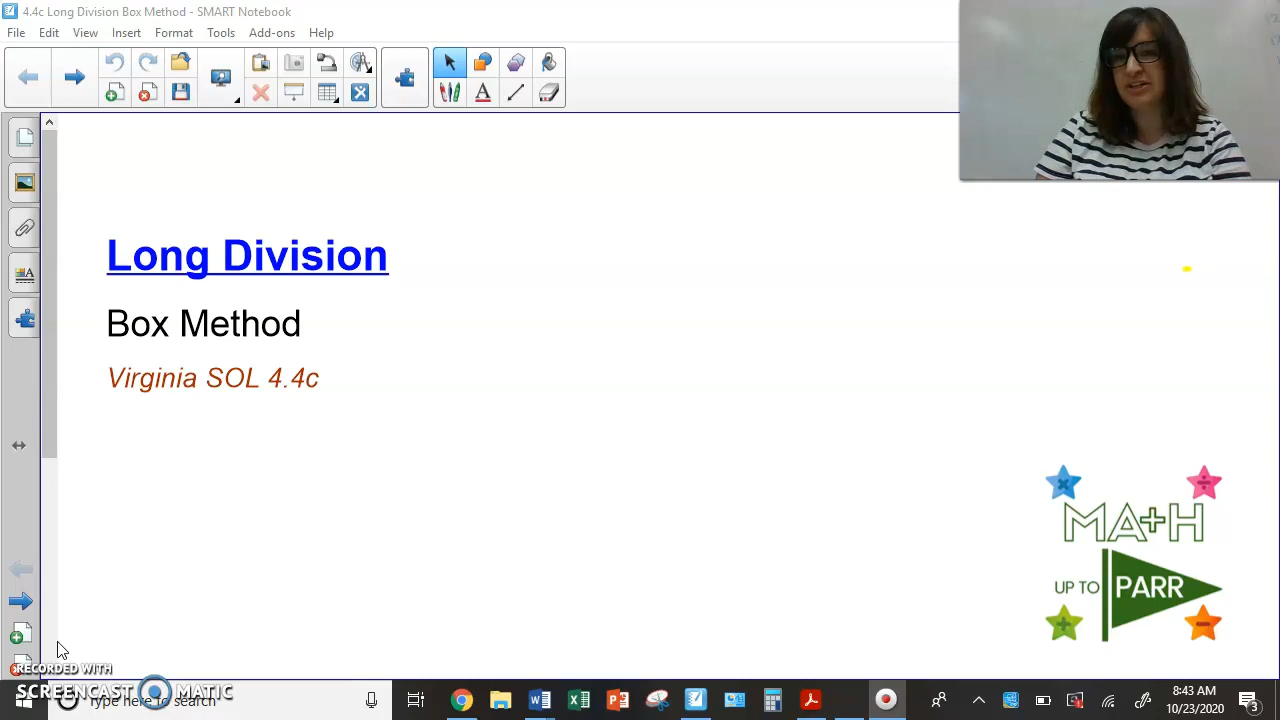 4.4c Long Division Box Method - SMART Notebook
File Edit View Insert Format Tools Add-ons Help
Long Division
Box Method
Virginia SOL 4.4c
MA+H
UP TO PARR
RECORDED WITH
SCREENCAST MATIC
Type here to search
8:43 AM
10/23/2020
3